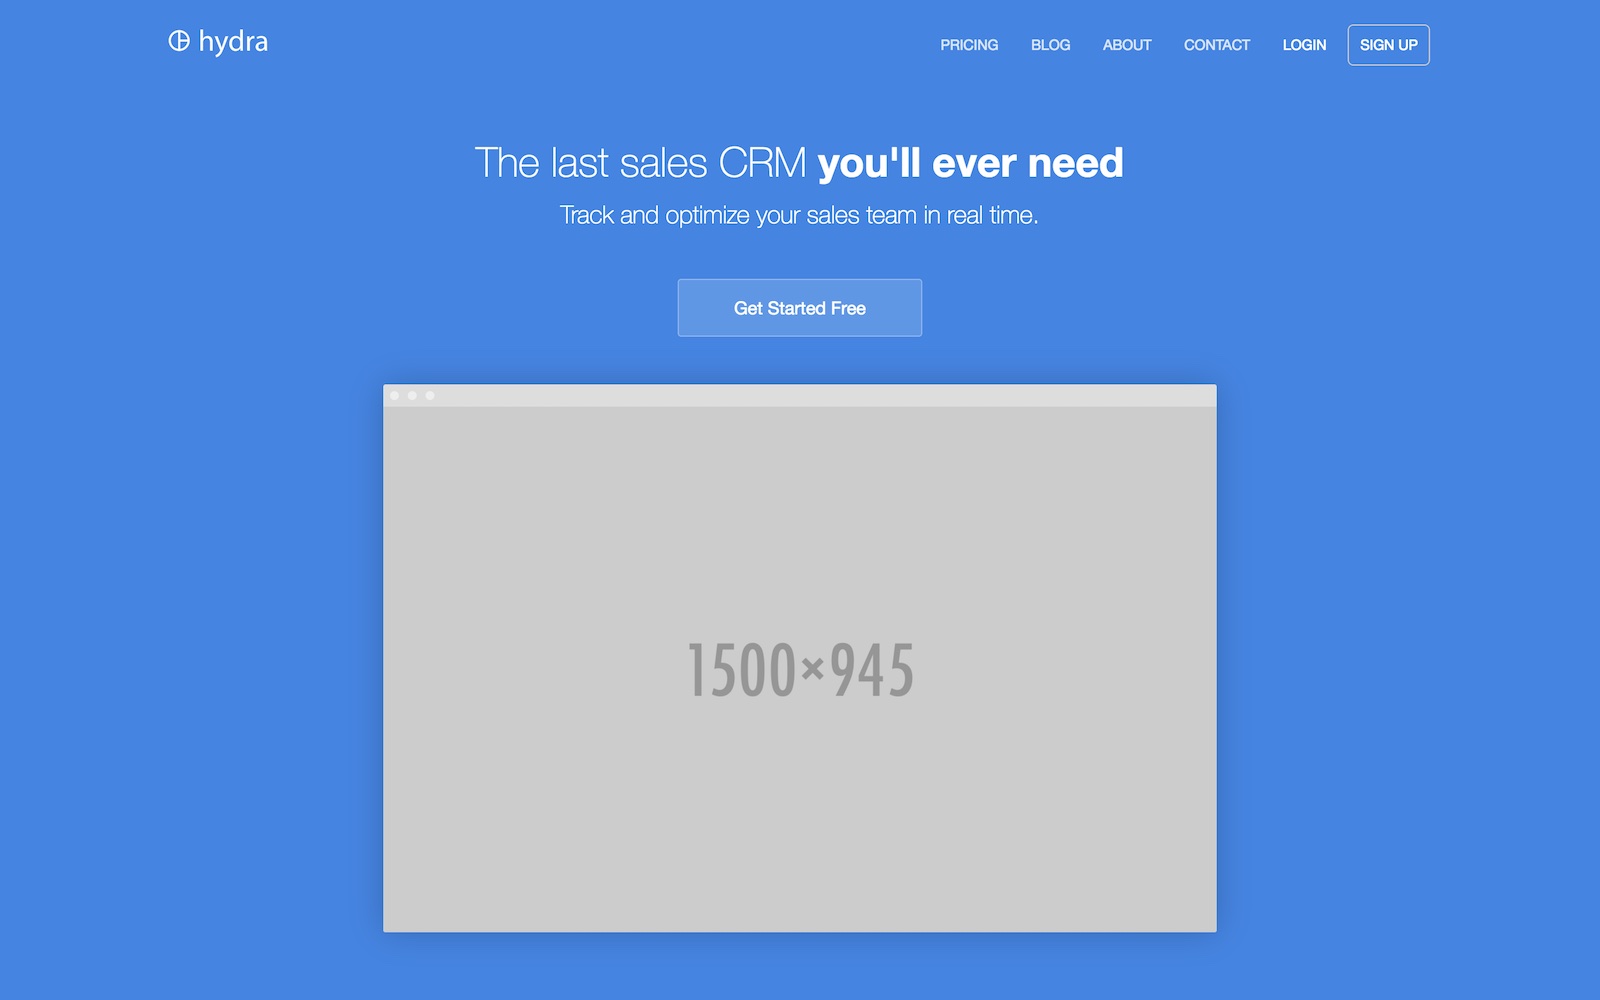 hydra
PRICING BLOG ABOUT CONTACT LOGIN SIGN UP
The last sales CRM you'll ever need
Track and optimize your sales team in real time.
Get Started Free
1500×945